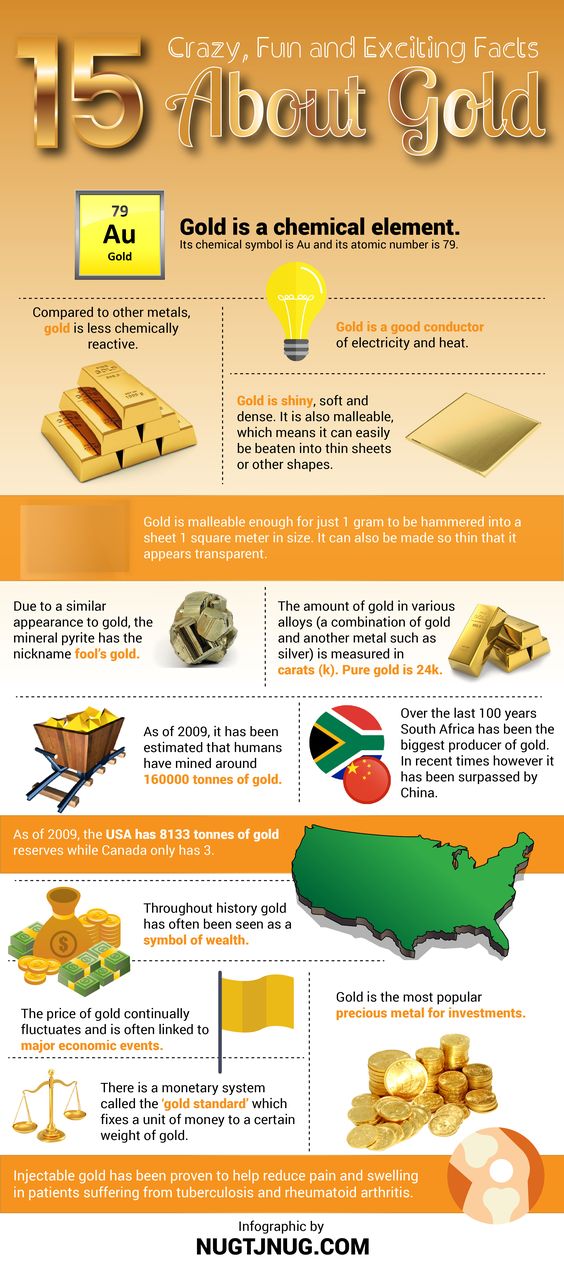 15
Crazy, Fun and Exciting Facts
About Gold
79
Au
Gold
Gold is a chemical element.
Its chemical symbol is Au and its atomic number is 79.
Compared to other metals,
gold is less chemically
reactive.
Gold is a good conductor
of electricity and heat.
Gold is shiny, soft and
dense. It is also malleable,
which means it can easily
be beaten into thin sheets
or other shapes.
Gold is malleable enough for just 1 gram to be hammered into a
sheet 1 square meter in size. It can also be made so thin that it
appears transparent.
Due to a similar
appearance to gold, the
mineral pyrite has the
nickname fool's gold.
The amount of gold in various
alloys (a combination of gold
and another metal such as
silver) is measured in
carats (k). Pure gold is 24k.
As of 2009, it has been
estimated that humans
have mined around
160000 tonnes of gold.
Over the last 100 years
South Africa has been the
biggest producer of gold.
In recent times however it
has been surpassed by
China.
As of 2009, the USA has 8133 tonnes of gold
reserves while Canada only has 3.
Throughout history gold
has often been seen as a
symbol of wealth.
$
The price of gold continually
fluctuates and is often linked to
major economic events.
Gold is the most popular
precious metal for investments.
There is a monetary system
called the 'gold standard' which
fixes a unit of money to a certain
weight of gold.
Injectable gold has been proven to help reduce pain and swelling
in patients suffering from tuberculosis and rheumatoid arthritis.
Infographic by
NUGTJNUG.COM